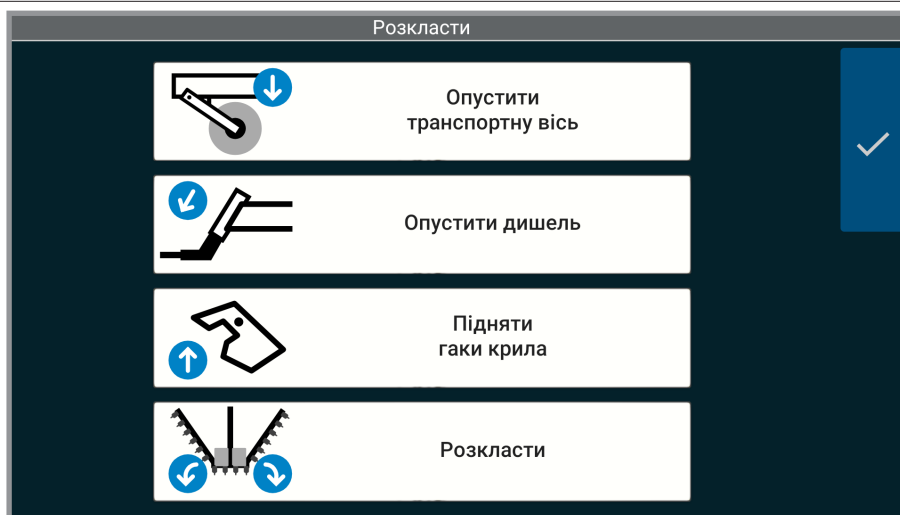 Розкласти
Опустити
транспортну вісь
Опустити дишель
Підняти
гаки крила
Розкласти